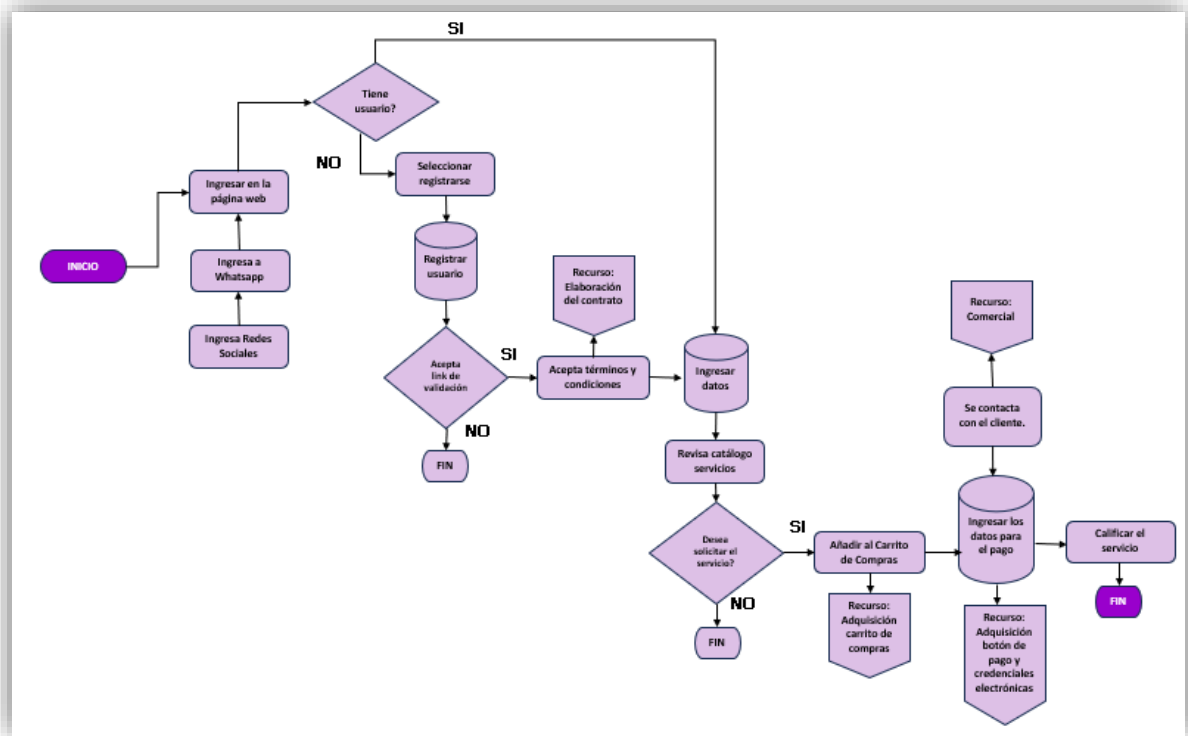 SI
Tiene
usuario?
NO
Seleccionar
registrarse
Ingresar en la
página web
INICIO
Ingresa a
Whatsapp
Ingresa Redes
Sociales
Registrar
usuario
Recurso:
Elaboración
del contrato
Acepta
link de
validación
SI
Acepta términos y
condiciones
Ingresar
datos
NO
FIN
Revisa catálogo
servicios
Recurso:
Comercial
Se contacta
con el cliente.
Desea
solicitar el
servicio?
SI
Añadir al Carrito
de Compras
Ingresar los
datos para
el pago
Calificar el
servicio
NO
FIN
FIN
Recurso:
Adquisición
carrito de
compras
Recurso:
Adquisición
botón de
pago y
credenciales
electrónicas